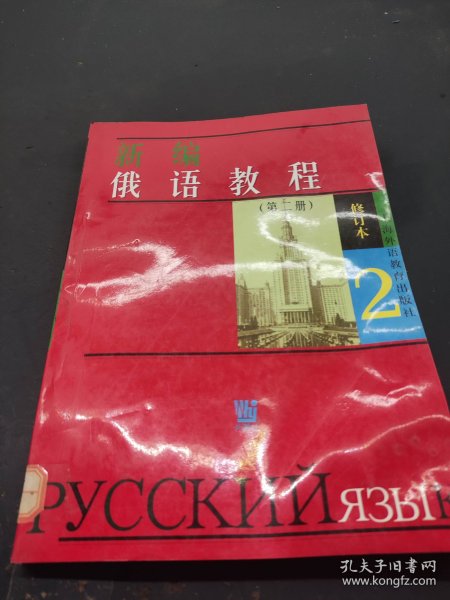 新编
俄语教程
(第二册)
修订本
海外语教育出版社
2
Wj
РУССКИЙ ЯЗЫК
孔夫子旧书网
www.kongfz.com